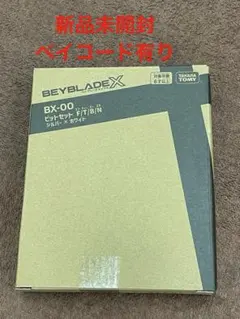 新品未開封
ベイコード有り
BEYBLADE X
TAKARA TOMY
BX-00
ビットセット F/T/B/N
シルバー × ホワイト